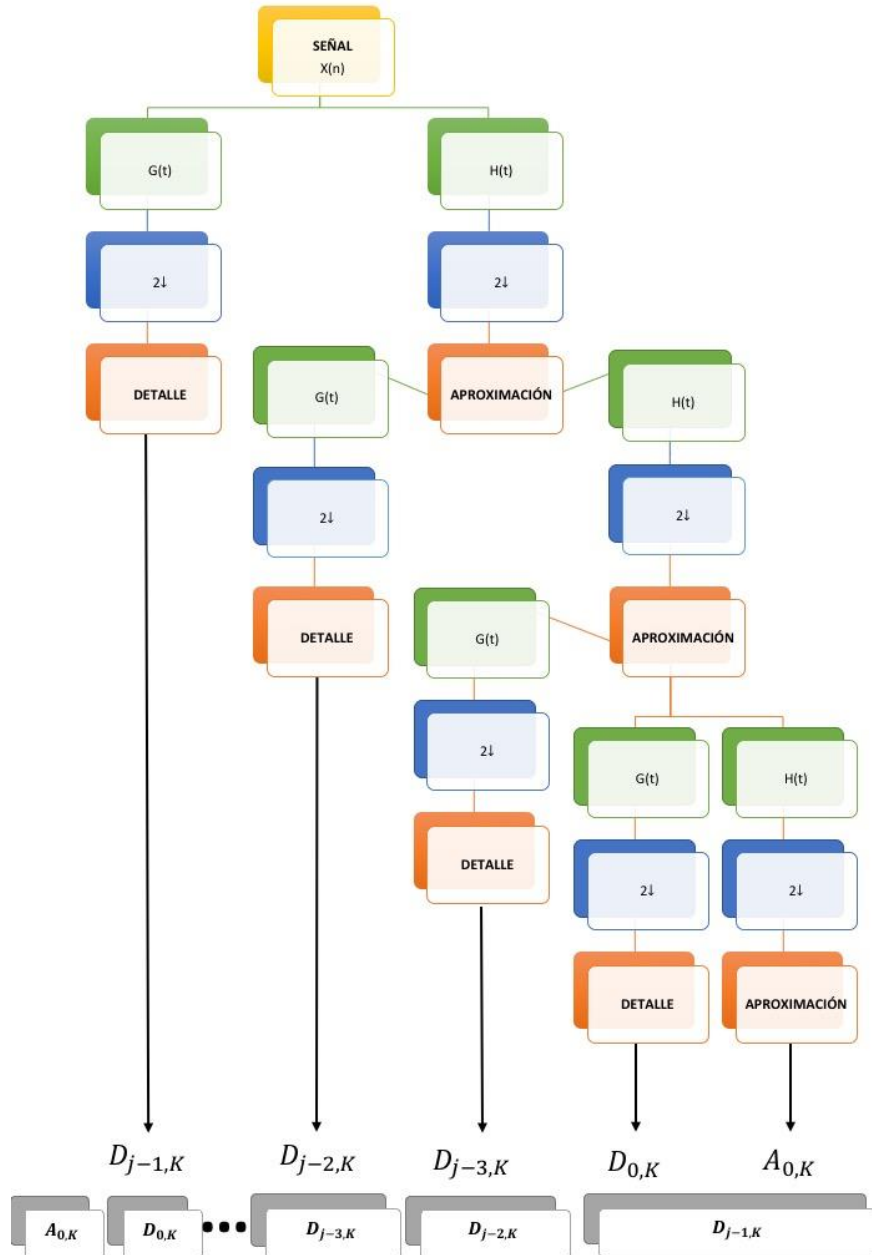 SEÑAL
X(n)
G(t)
H(t)
2↓
2↓
DETALLE
G(t)
APROXIMACIÓN
H(t)
2↓
2↓
DETALLE
G(t)
APROXIMACIÓN
2↓
G(t)
H(t)
DETALLE
2↓
2↓
DETALLE
APROXIMACIÓN
D_{j−1,K}
D_{j−2,K}
D_{j−3,K}
D_{0,K}
A_{0,K}
A_{0,K}
D_{0,K}
•••
D_{j−3,K}
D_{j−2,K}
D_{j−1,K}